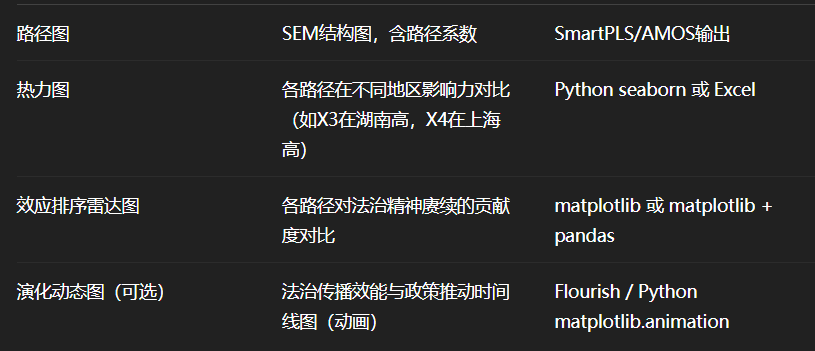 路径图 SEM结构图，含路径系数 SmartPLS/AMOS输出
热力图 各路径在不同地区影响力对比 Python seaborn 或 Excel
（如X3在湖南高，X4在上海
高）
效应排序雷达图 各路径对法治精神赓续的贡献 matplotlib 或 matplotlib +
度对比 pandas
演化动态图（可选） 法治传播效能与政策推动时间 Flourish / Python
线图（动画） matplotlib.animation